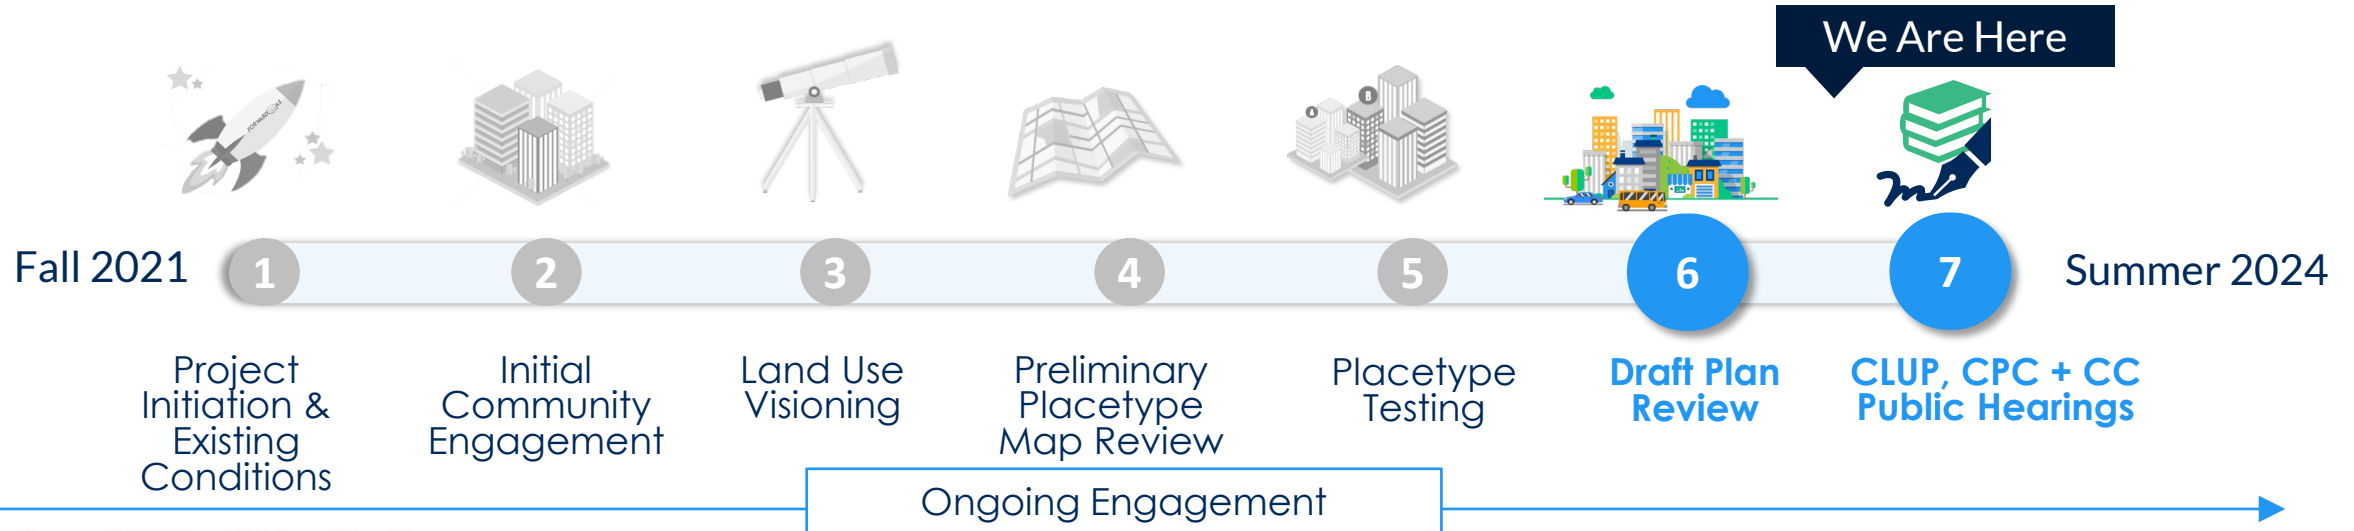 We Are Here
FORWARD DALLAS
A
B
Fall 2021
1
2
3
4
5
6
7
Summer 2024
Project
Initiation &
Existing
Conditions
Initial
Community
Engagement
Land Use
Visioning
Preliminary
Placetype
Map Review
Placetype
Testing
Draft Plan
Review
CLUP, CPC + CC
Public Hearings
Ongoing Engagement